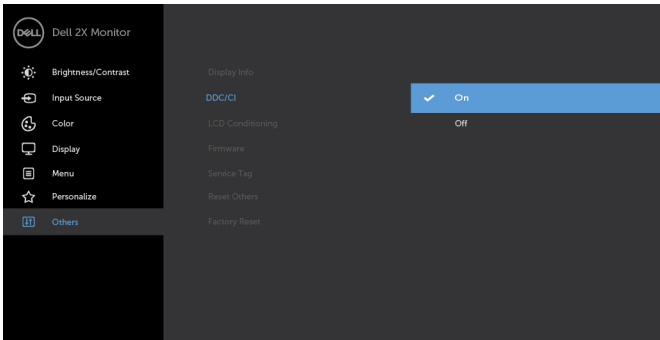 DELL Dell 2X Monitor
Brightness/Contrast
Display Info
Input Source
DDC/CI
On
Color
LCD Conditioning
Off
Display
Firmware
Menu
Service Tag
Personalize
Reset Others
Others
Factory Reset